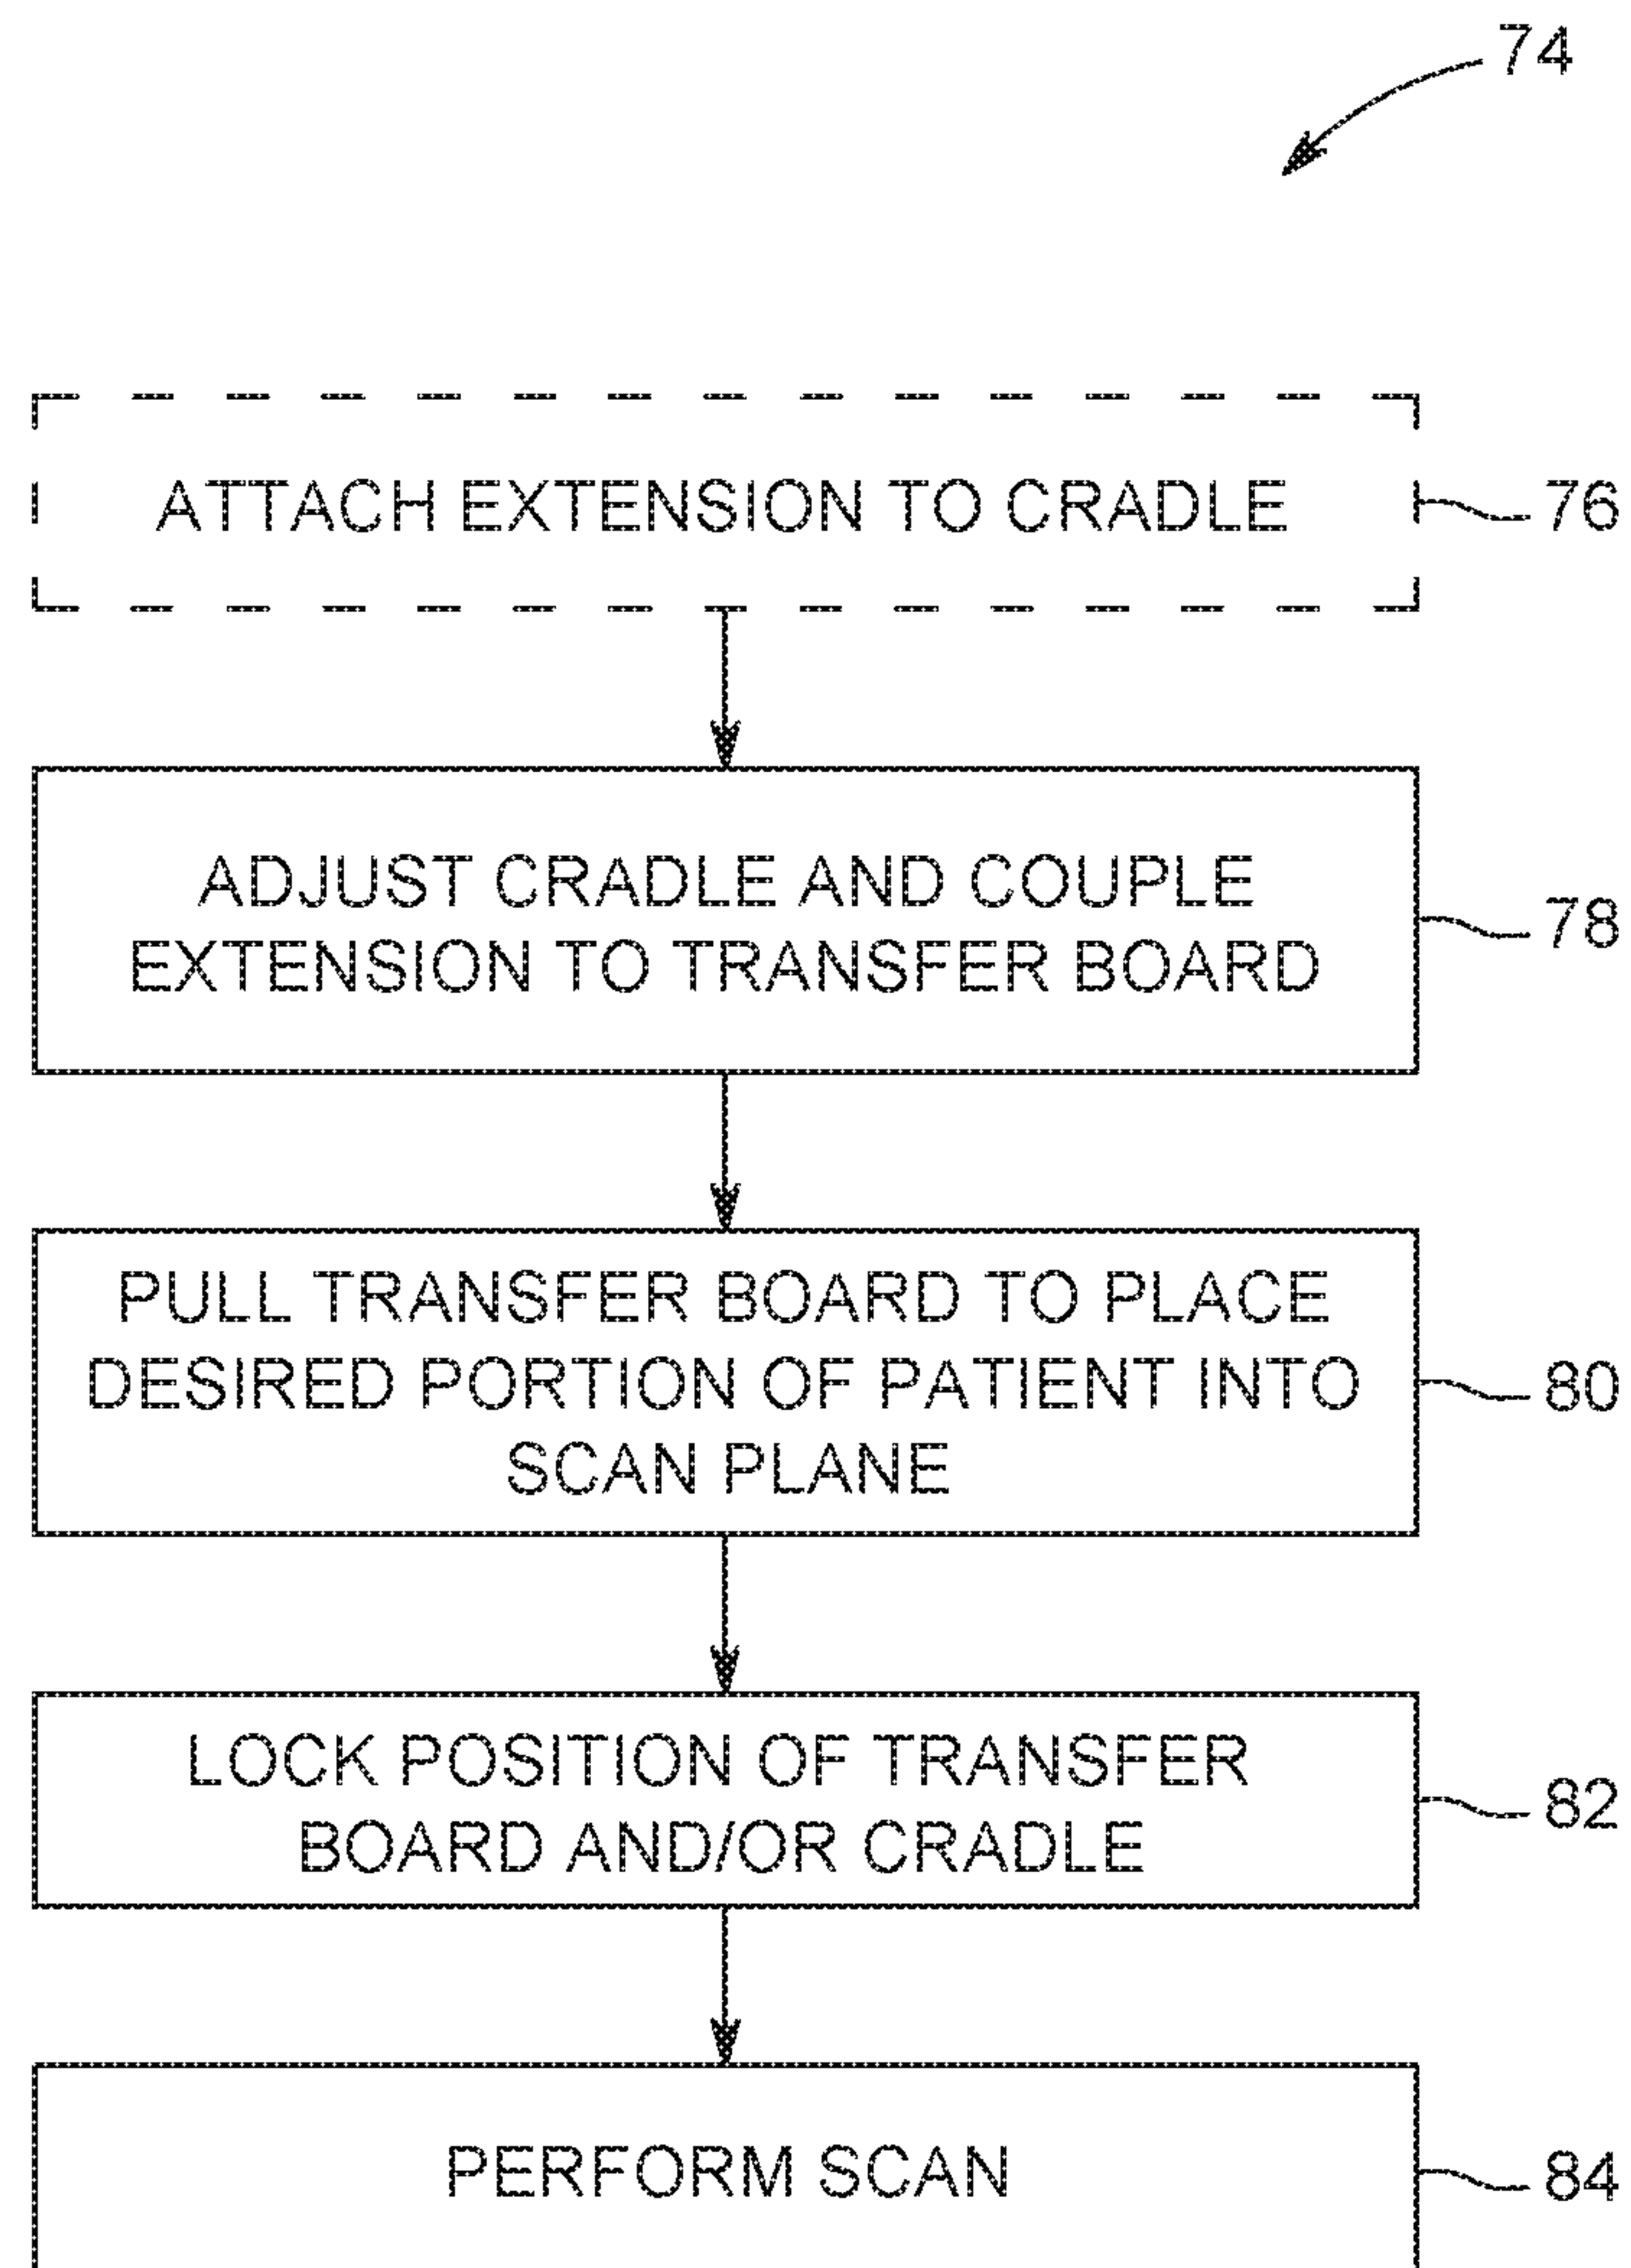 74
ATTACH EXTENSION TO CRADLE
76
ADJUST CRADLE AND COUPLE
EXTENSION TO TRANSFER BOARD
78
PULL TRANSFER BOARD TO PLACE
DESIRED PORTION OF PATIENT INTO
SCAN PLANE
80
LOCK POSITION OF TRANSFER
BOARD AND/OR CRADLE
82
PERFORM SCAN
84